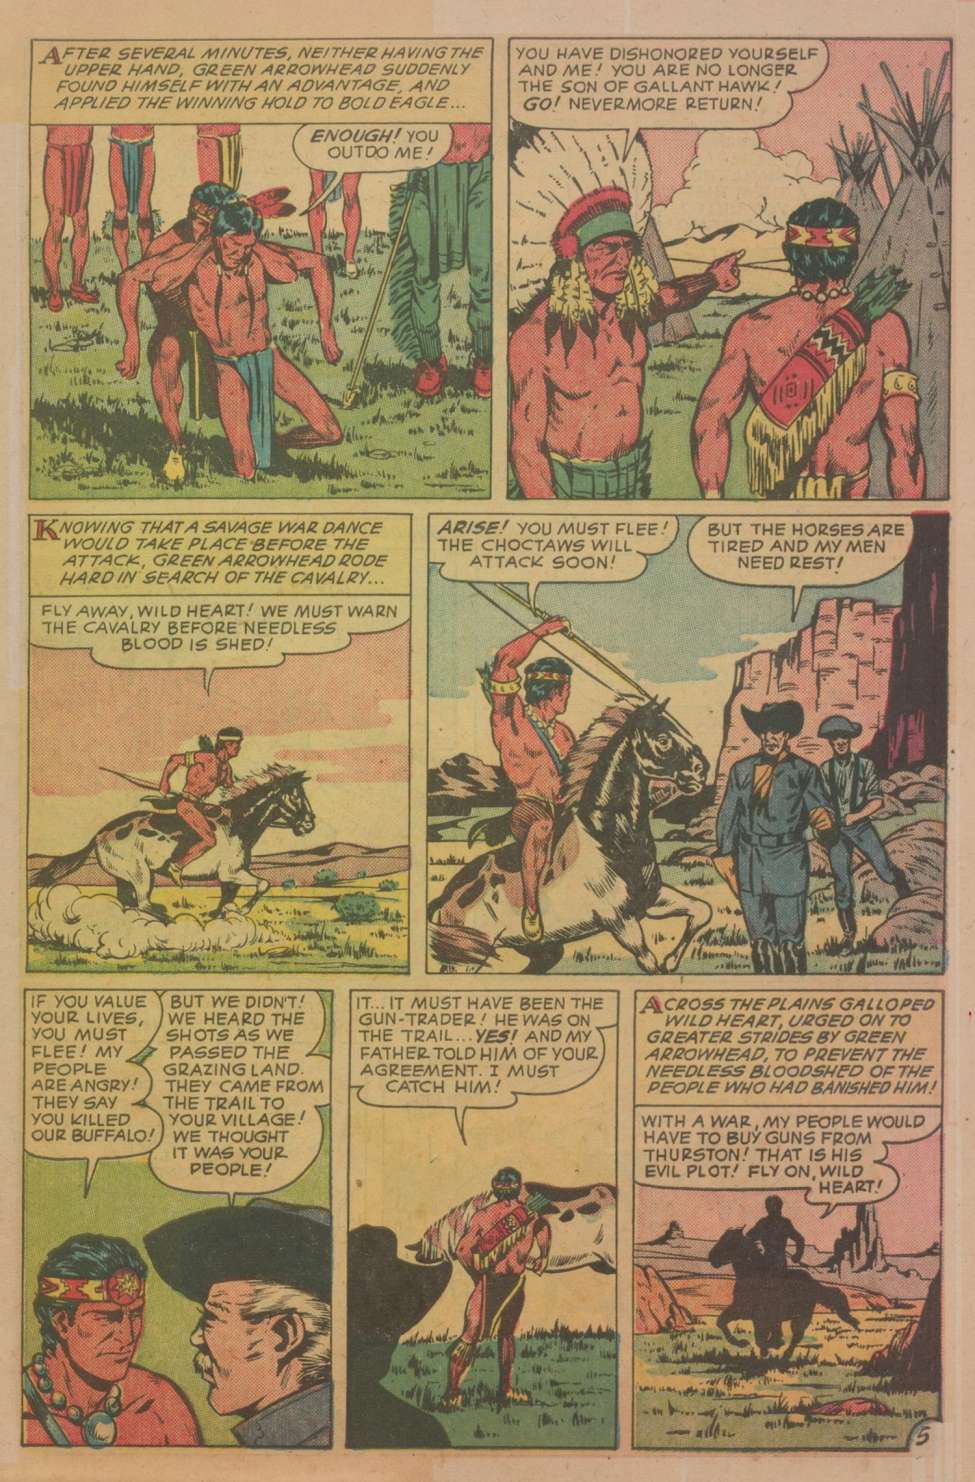 AFTER SEVERAL MINUTES, NEITHER HAVING THE
UPPER HAND, GREEN ARROWHEAD SUDDENLY
FOUND HIMSELF WITH AN ADVANTAGE, AND
APPLIED THE WINNING HOLD TO BOLD EAGLE...
ENOUGH! YOU
OUTDO ME!
YOU HAVE DISHONORED YOURSELF
AND ME! YOU ARE NO LONGER
THE SON OF GALLANT HAWK!
GO! NEVERMORE RETURN!
KNOWING THAT A SAVAGE WAR DANCE
WOULD TAKE PLACE BEFORE THE
ATTACK, GREEN ARROWHEAD RODE
HARD IN SEARCH OF THE CAVALRY...
FLY AWAY, WILD HEART! WE MUST WARN
THE CAVALRY BEFORE NEEDLESS
BLOOD IS SHED!
ARISE! YOU MUST FLEE!
THE CHOCTAWS WILL
ATTACK SOON!
BUT THE HORSES ARE
TIRED AND MY MEN
NEED REST!
IF YOU VALUE
YOUR LIVES,
YOU MUST
FLEE! MY
PEOPLE
ARE ANGRY!
THEY SAY
YOU KILLED
OUR BUFFALO!
BUT WE DIDN'T!
WE HEARD THE
SHOTS AS WE
PASSED THE
GRAZING LAND.
THEY CAME FROM
THE TRAIL TO
YOUR VILLAGE!
WE THOUGHT
IT WAS YOUR
PEOPLE!
IT... IT MUST HAVE BEEN THE
GUN-TRADER! HE WAS ON
THE TRAIL... YES! AND MY
FATHER TOLD HIM OF YOUR
AGREEMENT. I MUST
CATCH HIM!
ACROSS THE PLAINS GALLOPED
WILD HEART, URGED ON TO
GREATER STRIDES BY GREEN
ARROWHEAD, TO PREVENT THE
NEEDLESS BLOODSHED OF THE
PEOPLE WHO HAD BANISHED HIM!
WITH A WAR, MY PEOPLE WOULD
HAVE TO BUY GUNS FROM
THURSTON! THAT IS HIS
EVIL PLOT! FLY ON, WILD
HEART!
5